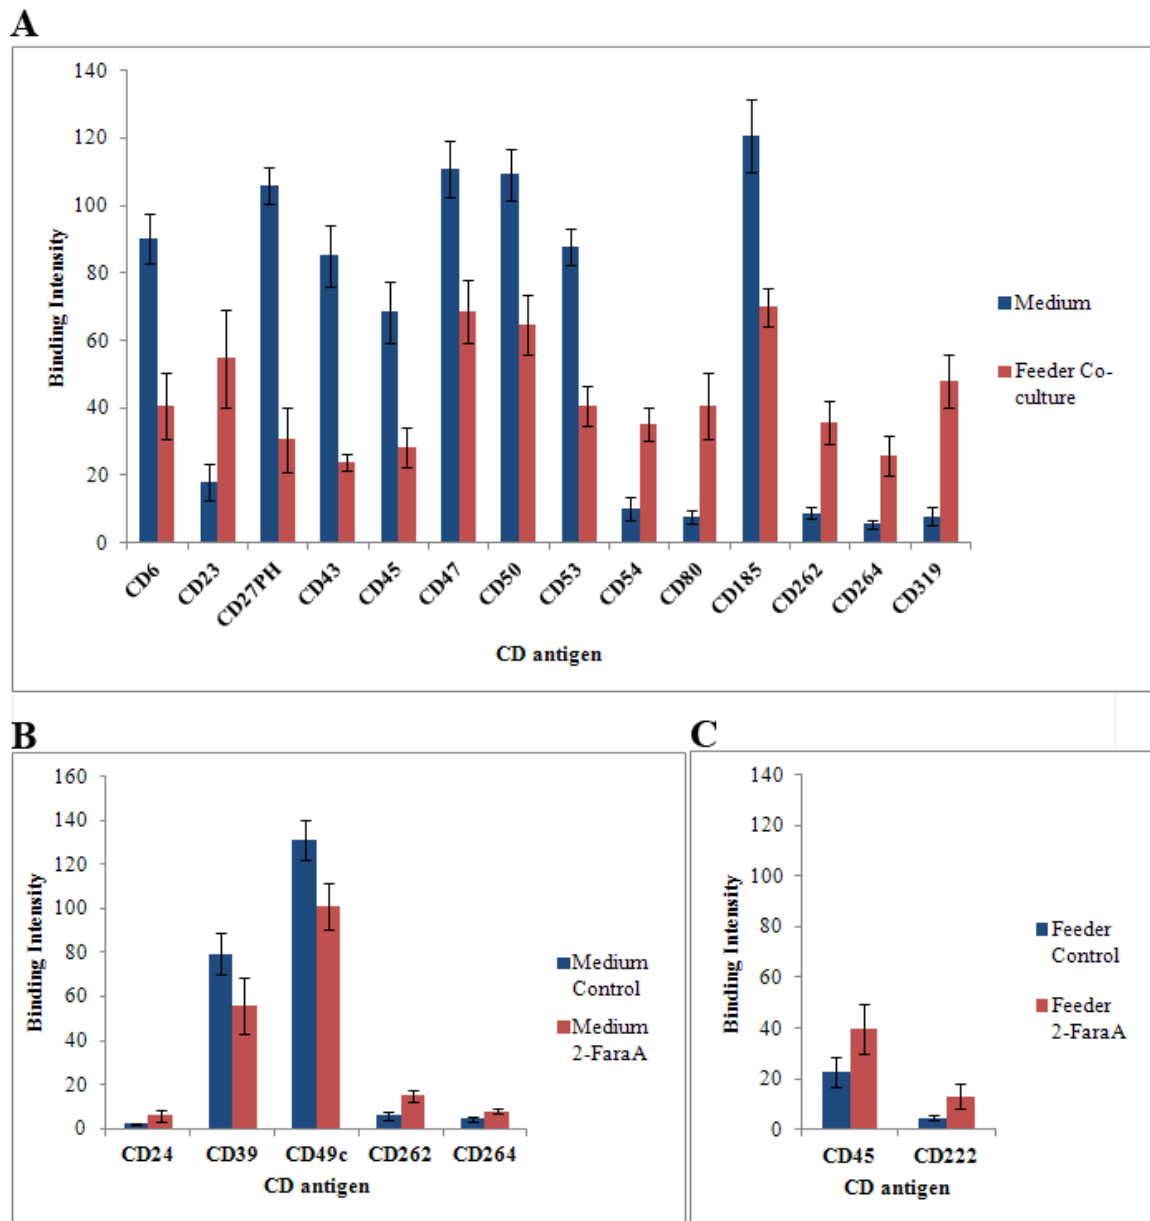 A
140
120
100
80
60
40
20
0
Binding Intensity
CD6
CD23
CD27PH
CD43
CD45
CD47
CD50
CD53
CD54
CD80
CD185
CD262
CD264
CD319
CD antigen
Medium
Feeder Co-
culture
B
160
140
120
100
80
60
40
20
0
Binding Intensity
CD24
CD39
CD49c
CD262
CD264
CD antigen
Medium
Control
Medium
2-FaraA
C
140
120
100
80
60
40
20
0
Binding Intensity
CD45
CD222
CD antigen
Feeder
Control
Feeder
2-FaraA